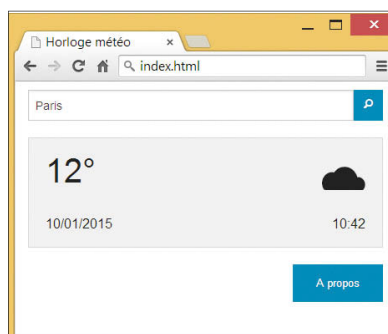 Horloge météo
index.html
Paris
12°
10/01/2015 10:42
A propos